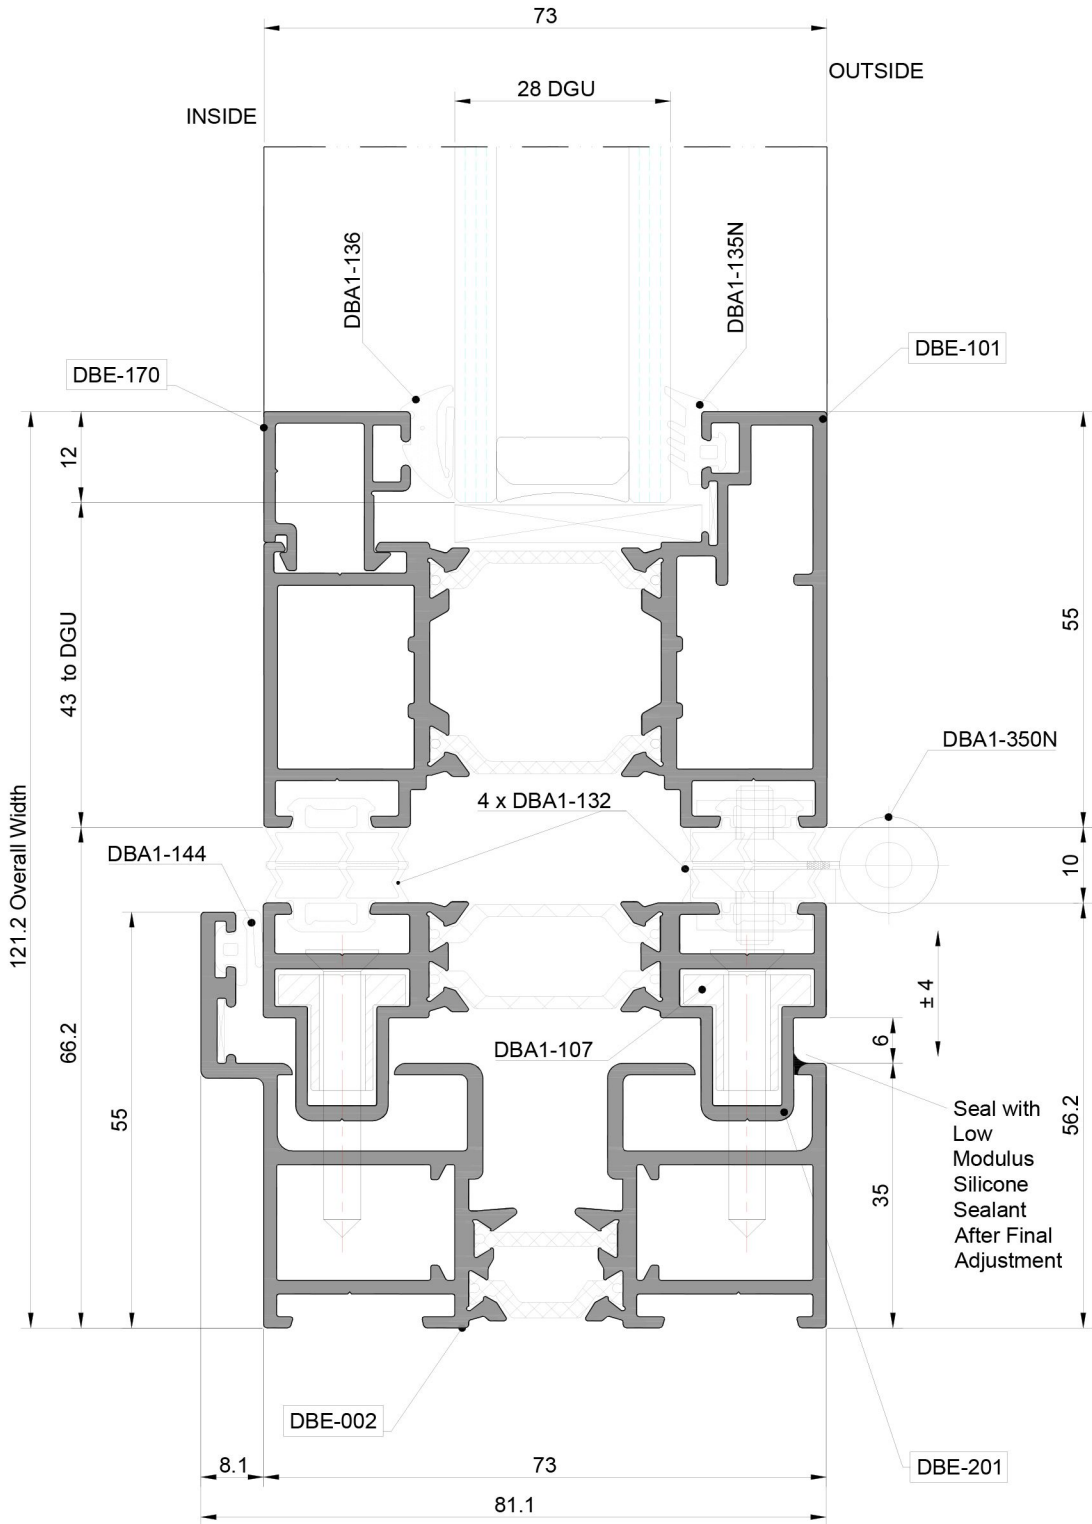 73
OUTSIDE
28 DGU
INSIDE
DBA1-136
DBA1-135N
DBE-101
DBE-170
12
43 to DGU
55
DBA1-350N
4 x DBA1-132
DBA1-144
10
121.2 Overall Width
± 4
66.2
6
DBA1-107
55
56.2
Seal with
Low
Modulus
Silicone
Sealant
After Final
Adjustment
35
DBE-002
DBE-201
8.1
73
81.1